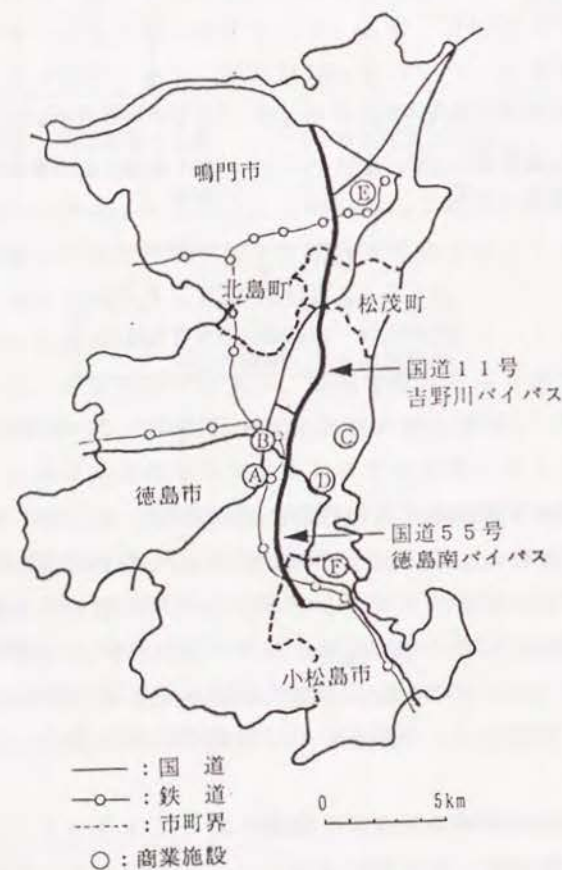 鳴門市
Ⓔ
北島町
松茂町
国道11号
吉野川バイパス
Ⓑ
Ⓒ
Ⓐ
Ⓓ
徳島市
国道55号
徳島南バイパス
Ⓕ
小松島市
：国　道
：鉄　道
：市町界
：商業施設
0　5km